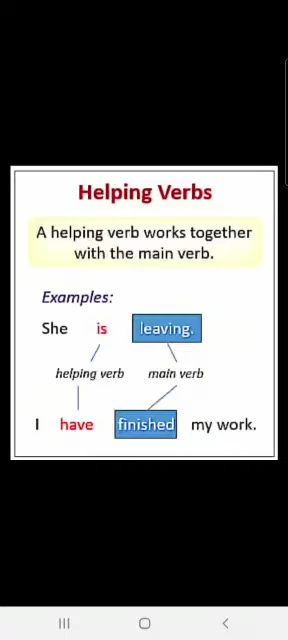 Helping Verbs
A helping verb works together
with the main verb.
Examples:
She is leaving.
helping verb main verb
I have finished my work.